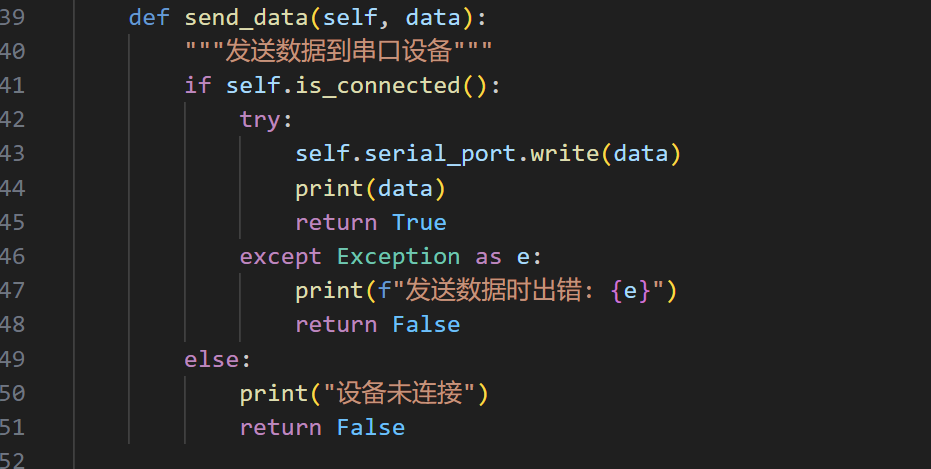 39 def send_data(self, data):
40 """发送数据到串口设备"""
41 if self.is_connected():
42 try:
43 self.serial_port.write(data)
44 print(data)
45 return True
46 except Exception as e:
47 print(f"发送数据时出错: {e}")
48 return False
49 else:
50 print("设备未连接")
51 return False
52